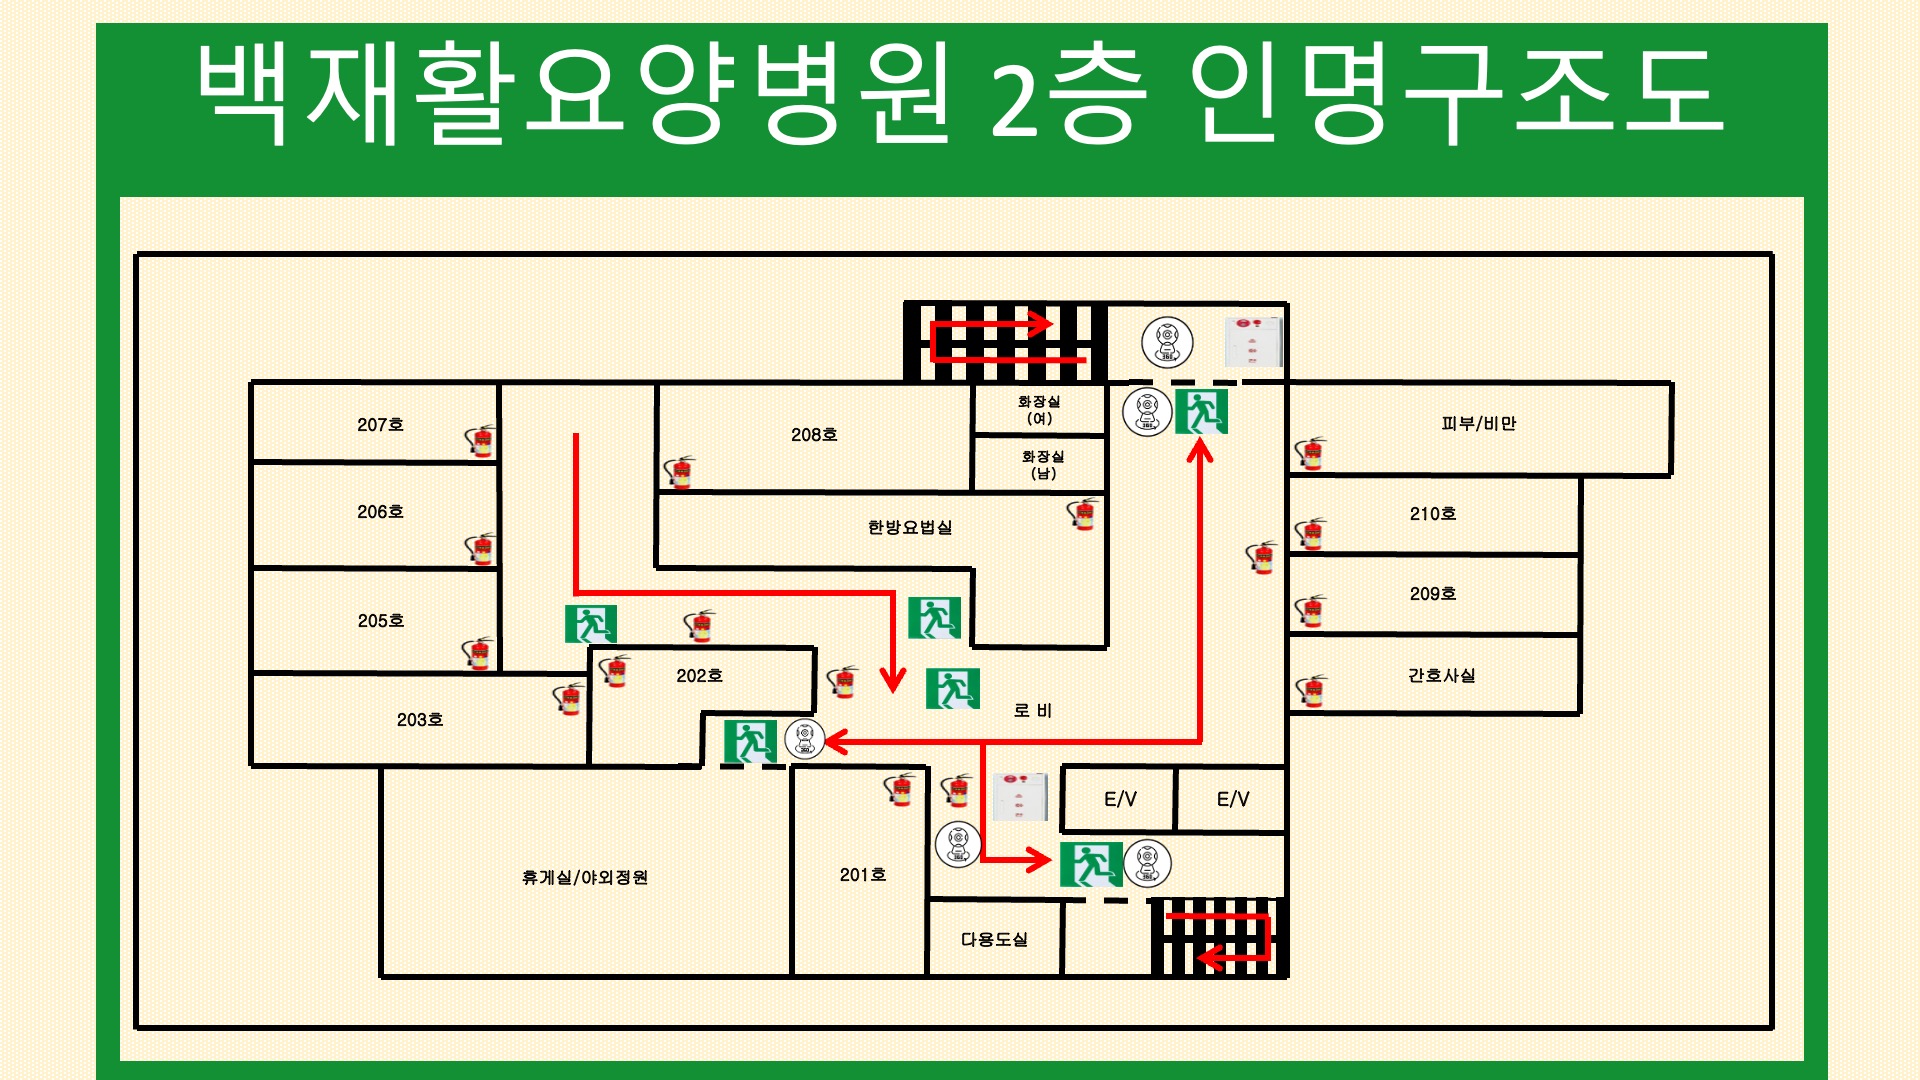 백재활요양병원 2층 인명구조도
207호
206호
205호
203호
208호
화장실
(여)
화장실
(남)
한방요법실
202호
로 비
피부/비만
210호
209호
간호사실
E/V
E/V
휴게실/야외정원
201호
다용도실